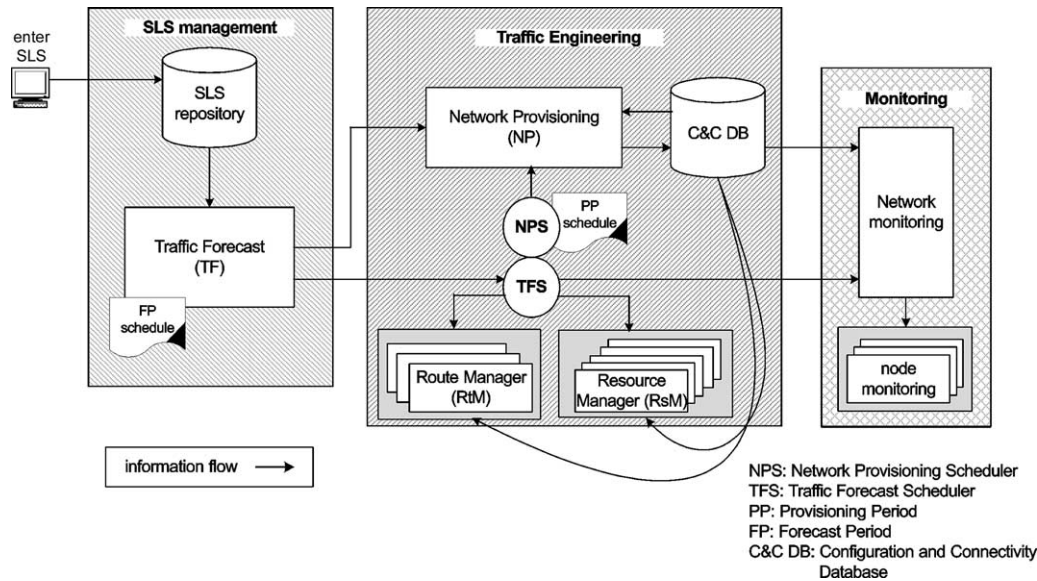 enter
SLS
SLS management
SLS
repository
Traffic Forecast
(TF)
FP
schedule
Traffic Engineering
Network Provisioning
(NP)
C&C DB
NPS
PP
schedule
TFS
Route Manager
(RtM)
Resource
Manager (RsM)
Monitoring
Network
monitoring
node
monitoring
information flow
NPS: Network Provisioning Scheduler
TFS: Traffic Forecast Scheduler
PP: Provisioning Period
FP: Forecast Period
C&C DB: Configuration and Connectivity
Database